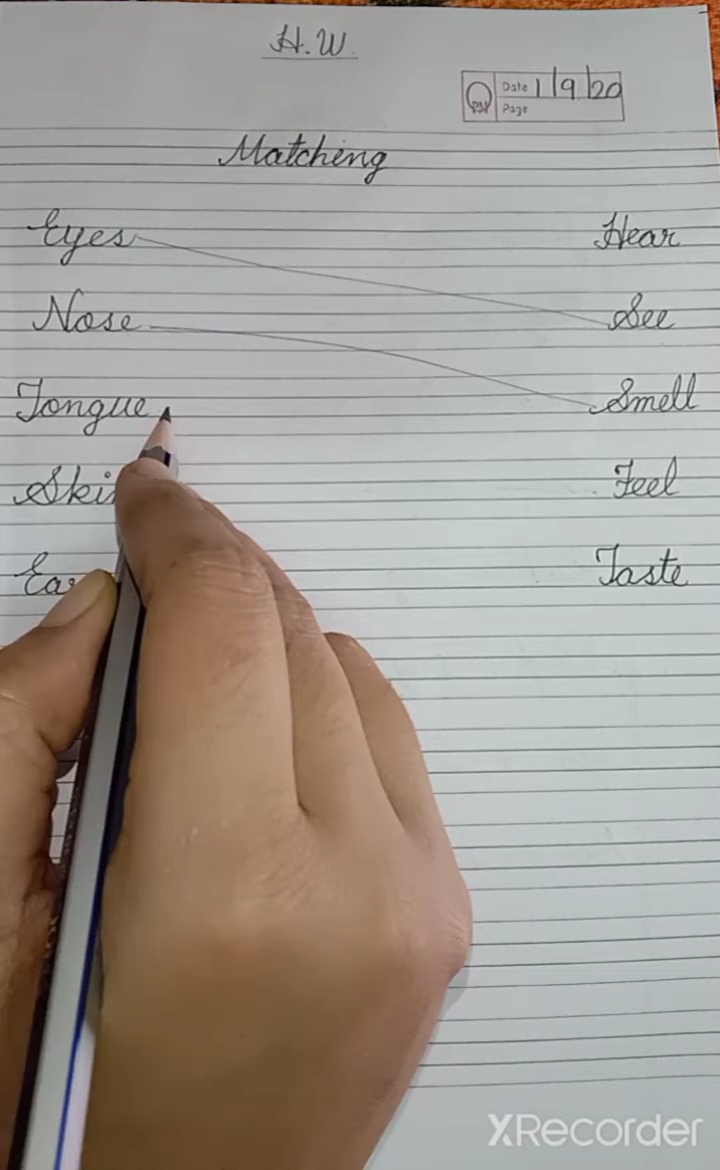 H.W.
Date 1/9/20
Page
Matching
Eyes Hear
Nose See
Tongue Smell
Feel
Taste
XRecorder